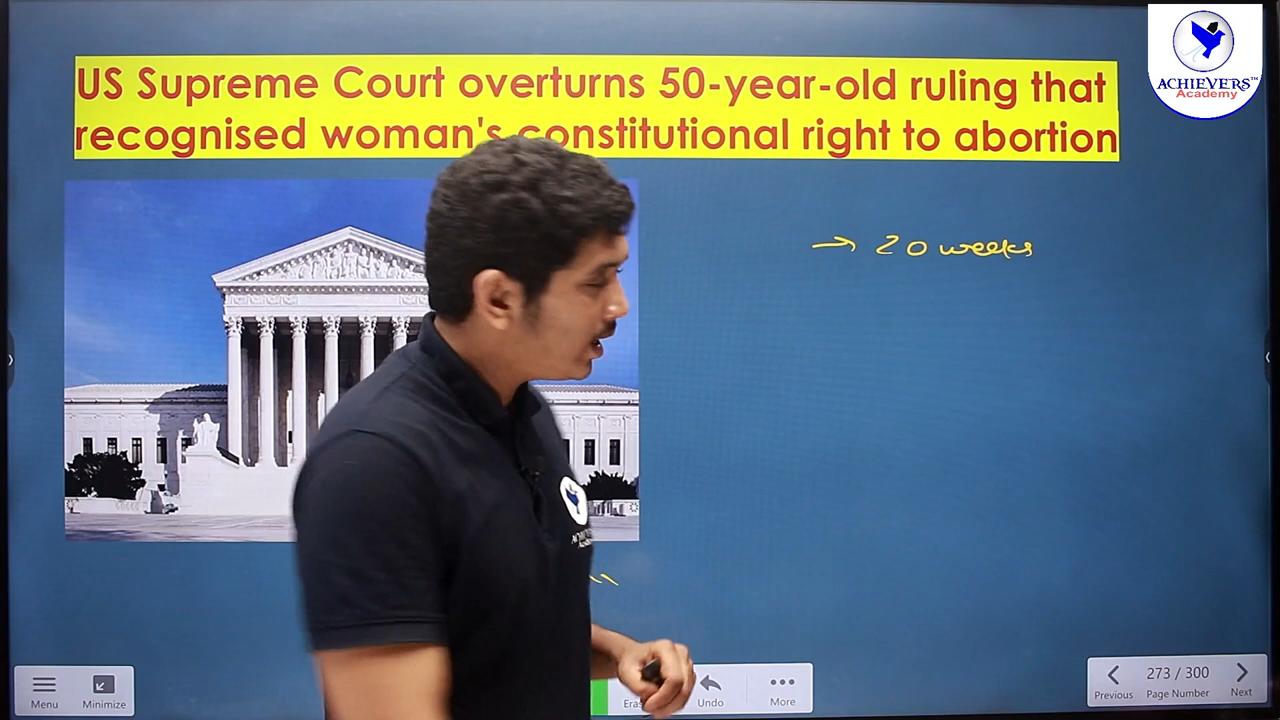 US Supreme Court overturns 50-year-old ruling that
recognised woman's constitutional right to abortion
ACHIEVERS™
Academy
→ 20 weeks
Menu
Minimize
Undo
More
Previous
273 / 300
Page Number
Next